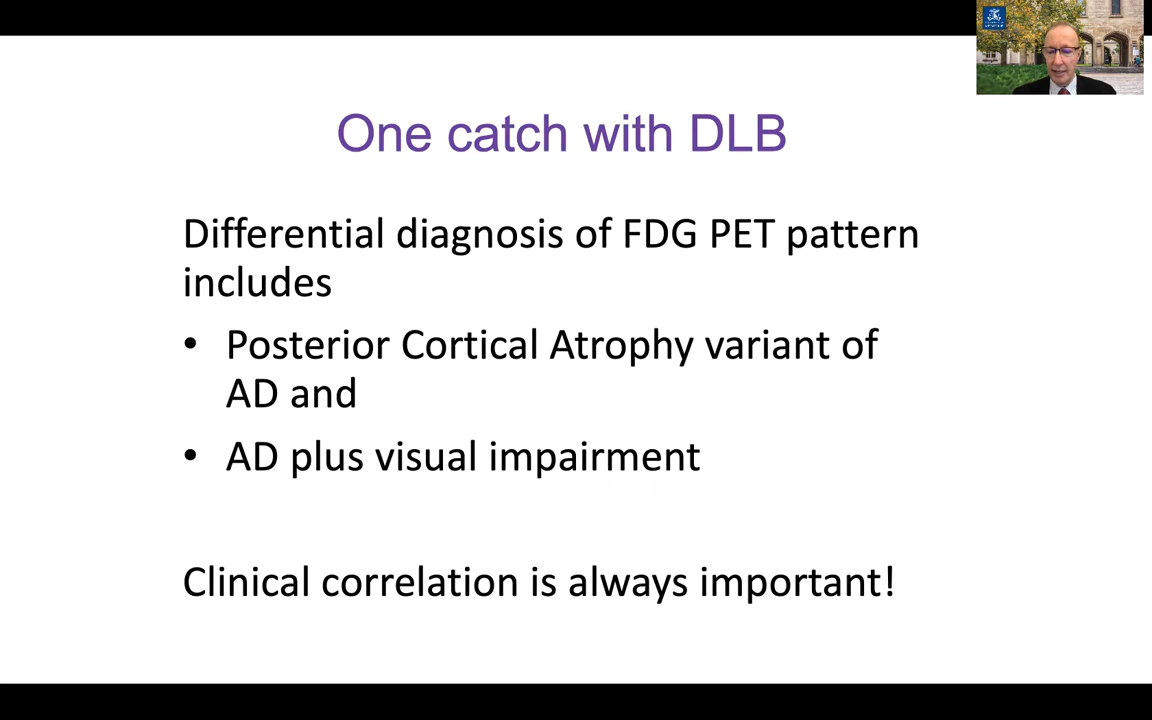 One catch with DLB
Differential diagnosis of FDG PET pattern
includes
• Posterior Cortical Atrophy variant of
AD and
• AD plus visual impairment
Clinical correlation is always important!